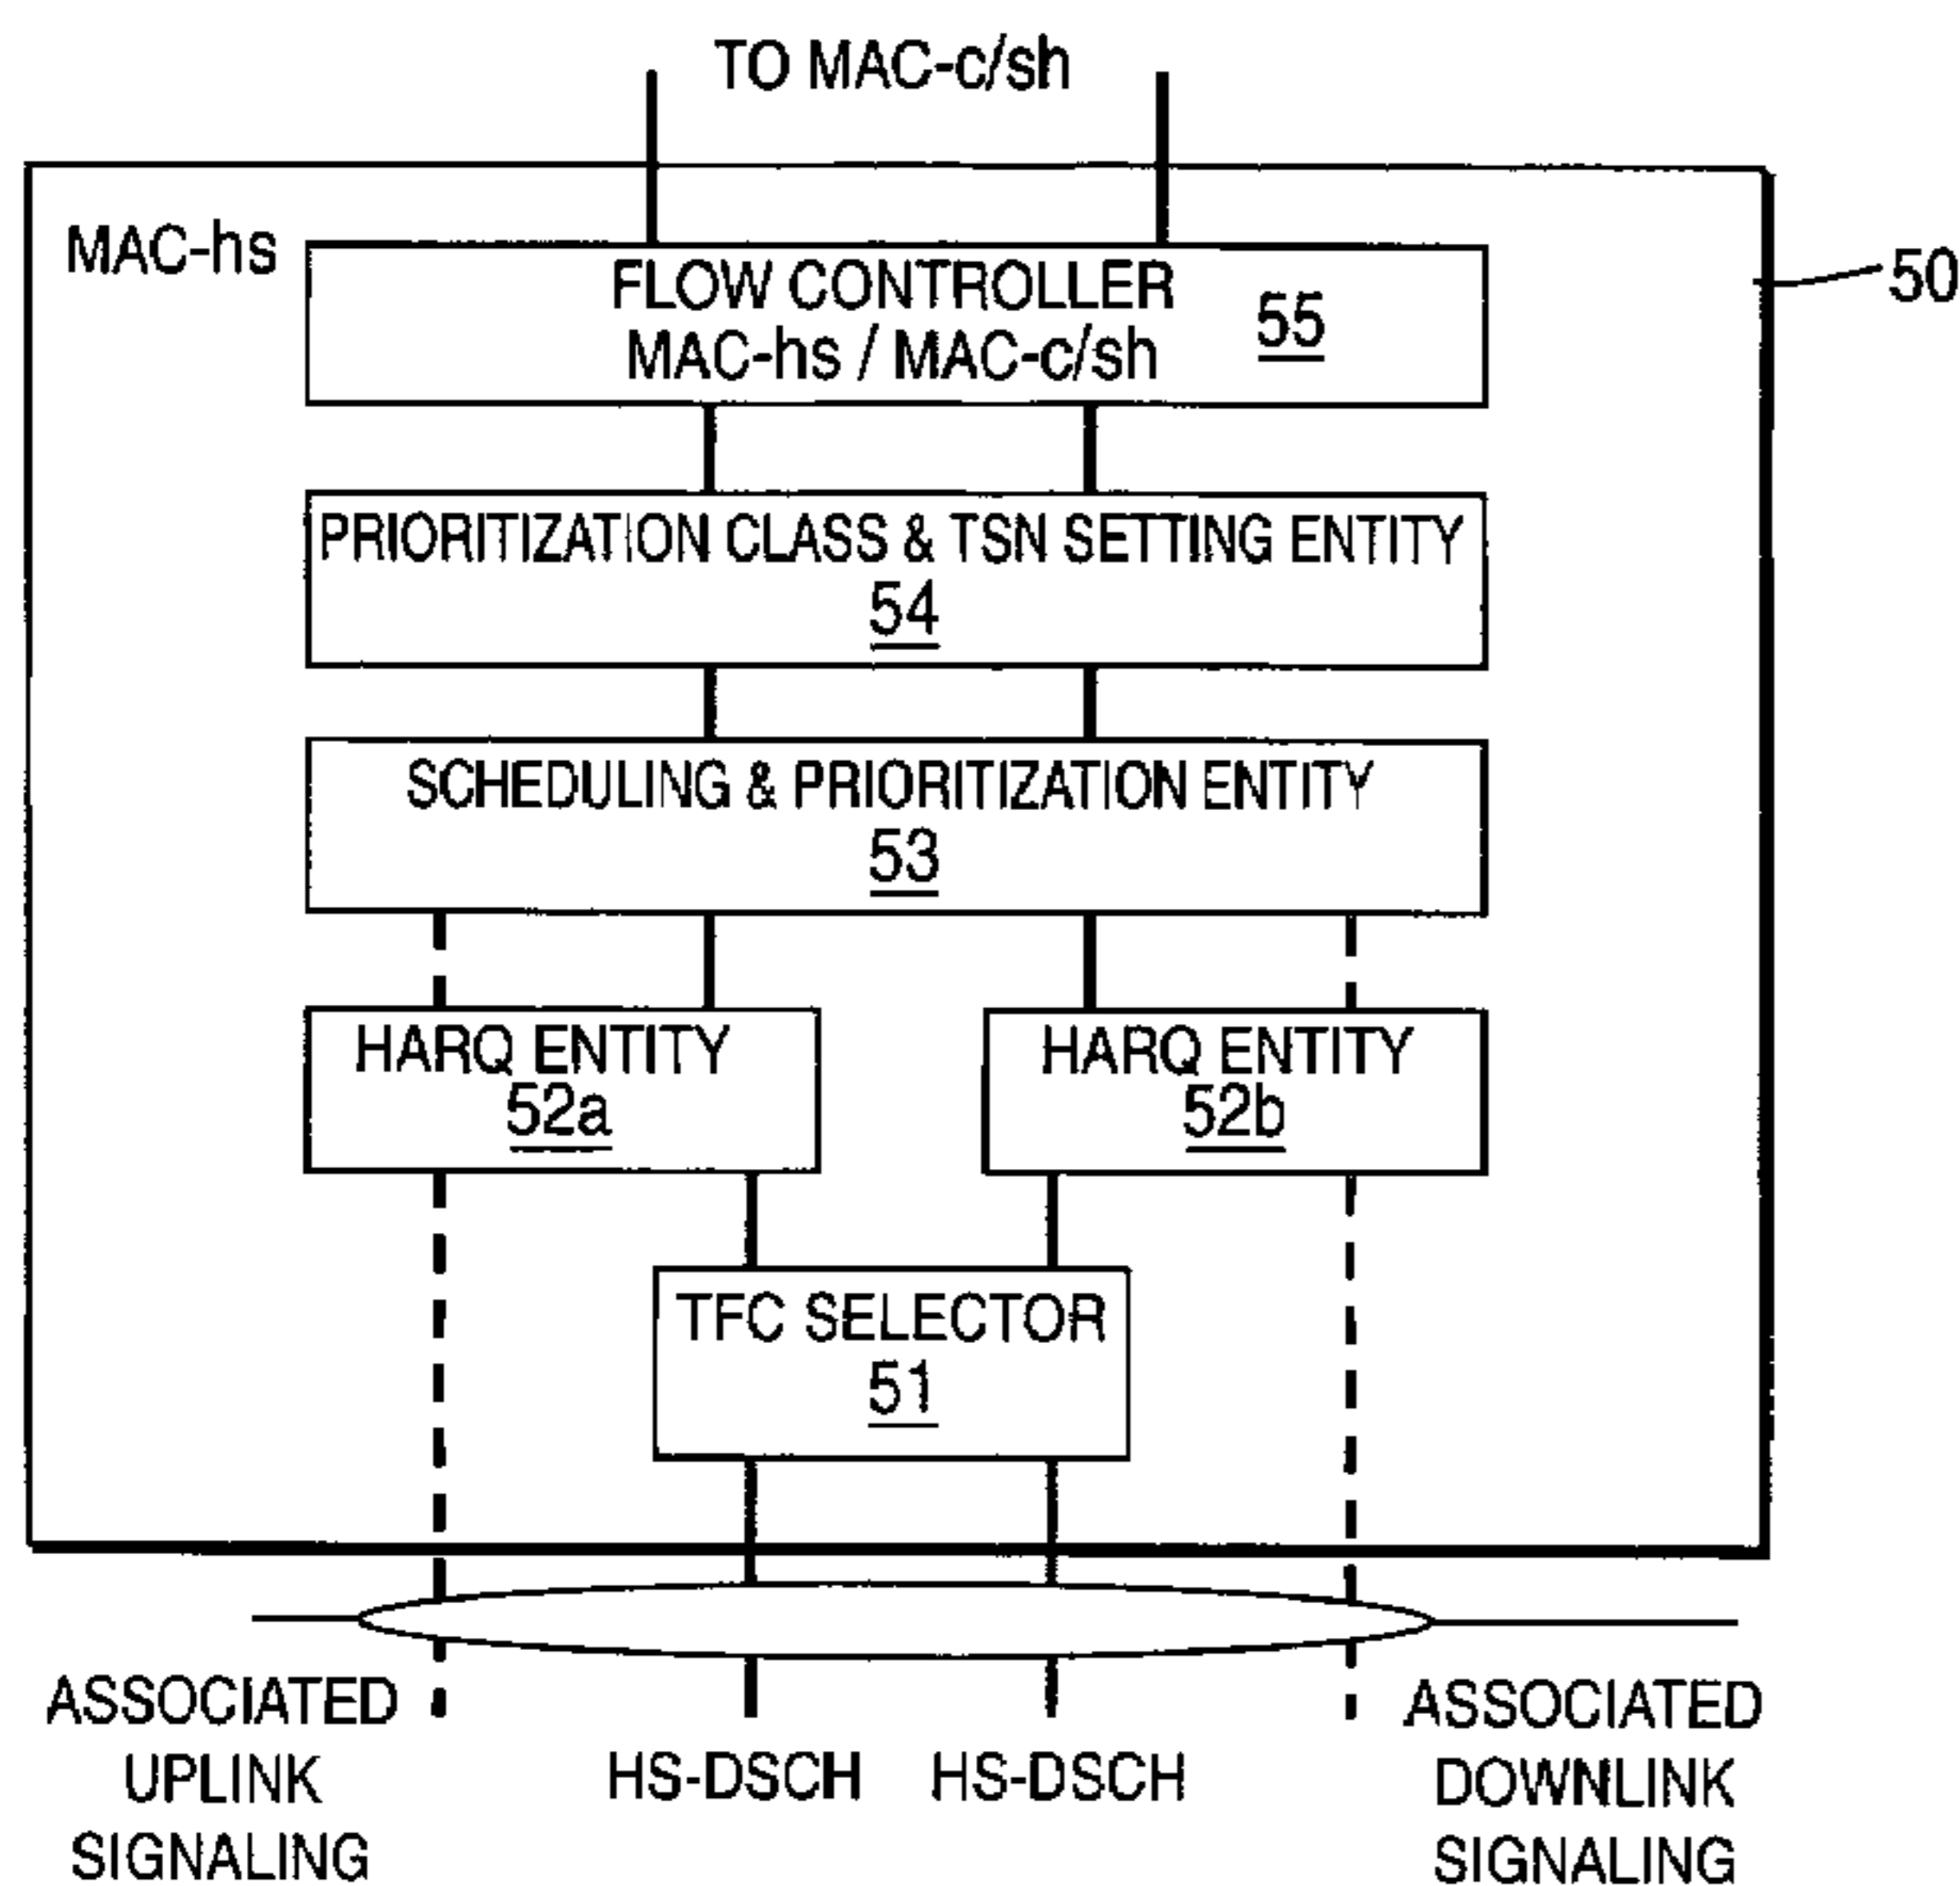 TO MAC-c/sh
MAC-hs
50
FLOW CONTROLLER
MAC-hs / MAC-c/sh
55
PRIORITIZATION CLASS & TSN SETTING ENTITY
54
SCHEDULING & PRIORITIZATION ENTITY
53
HARQ ENTITY
52a
HARQ ENTITY
52b
TFC SELECTOR
51
ASSOCIATED
UPLINK
SIGNALING
HS-DSCH
HS-DSCH
ASSOCIATED
DOWNLINK
SIGNALING